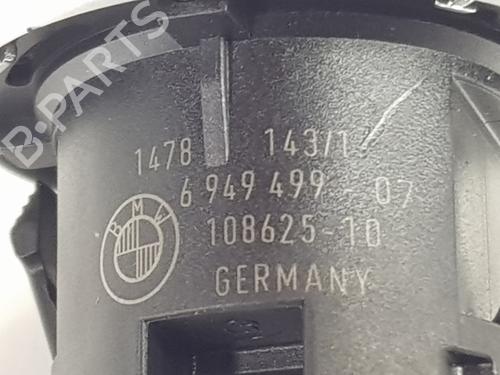 B-PARTS
1478 143/1
6 949 499 - 07
108625-10
BMW
GERMANY